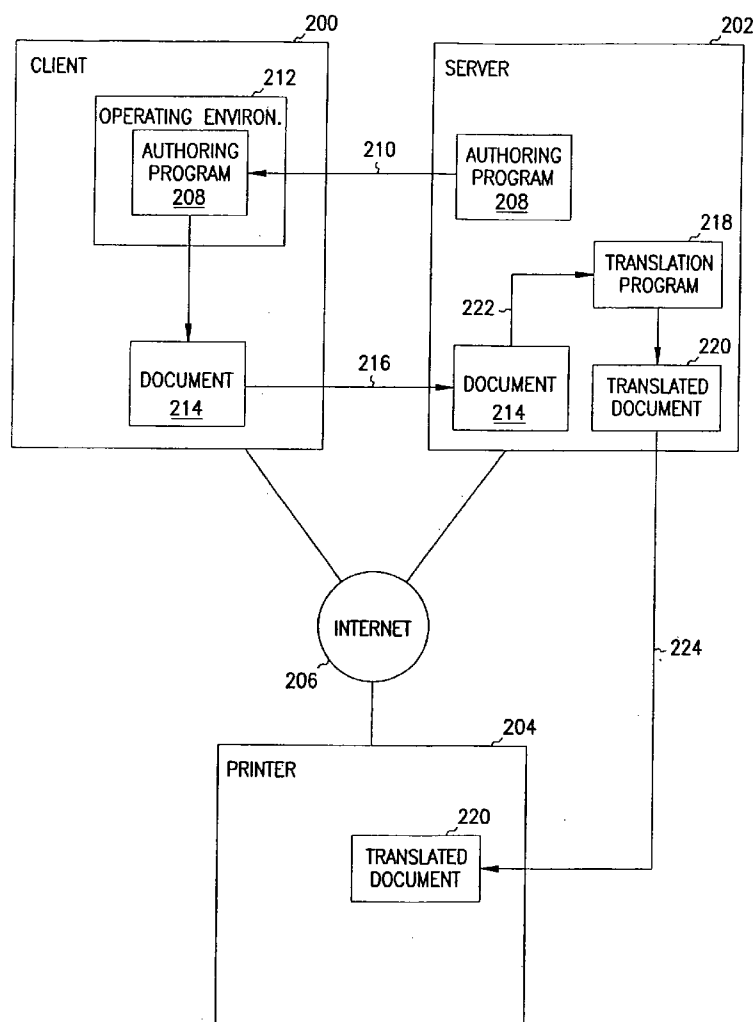 200
202
CLIENT
SERVER
212
OPERATING ENVIRON.
AUTHORING
PROGRAM
208
210
AUTHORING
PROGRAM
208
218
TRANSLATION
PROGRAM
222
216
220
DOCUMENT
214
DOCUMENT
214
TRANSLATED
DOCUMENT
INTERNET
206
224
204
PRINTER
220
TRANSLATED
DOCUMENT